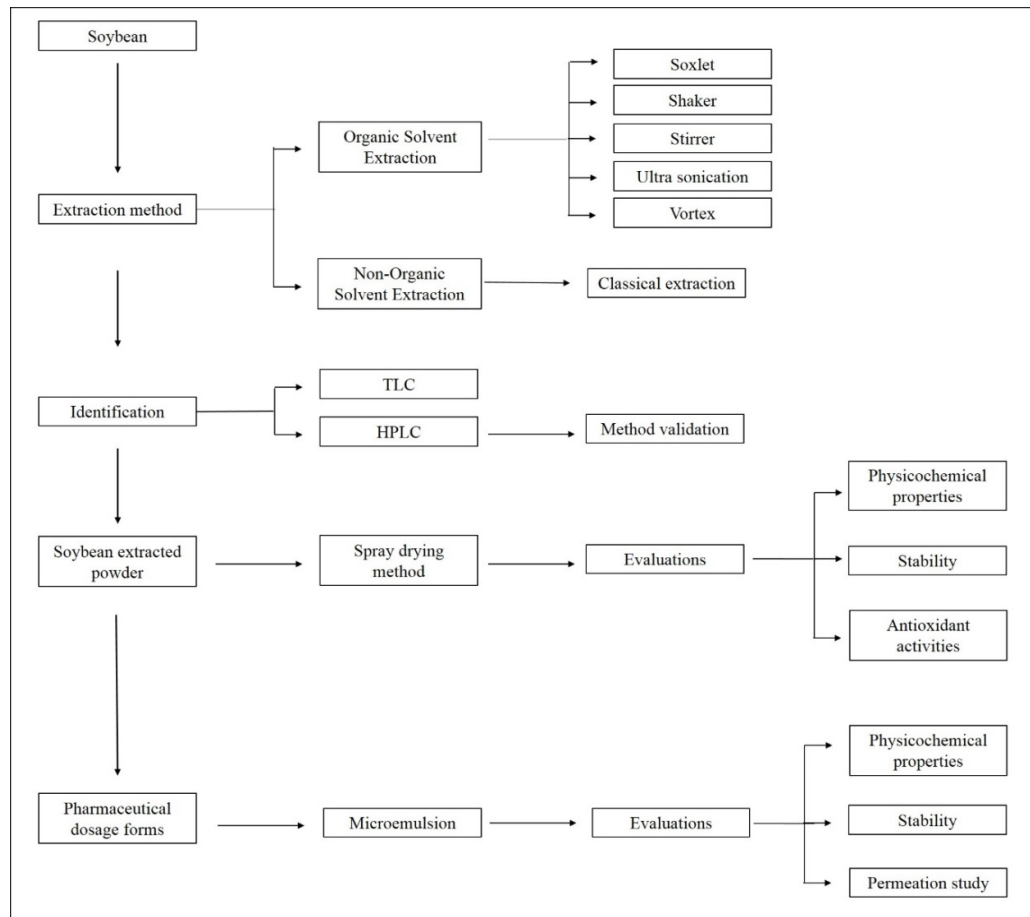 Soybean
Soxlet
Shaker
Organic Solvent
Extraction
Stirrer
Ultra sonication
Extraction method
Vortex
Non-Organic
Solvent Extraction
Classical extraction
TLC
Identification
HPLC
Method validation
Physicochemical
properties
Soybean extracted
powder
Spray drying
method
Evaluations
Stability
Antioxidant
activities
Physicochemical
properties
Pharmaceutical
dosage forms
Microemulsion
Evaluations
Stability
Permeation study